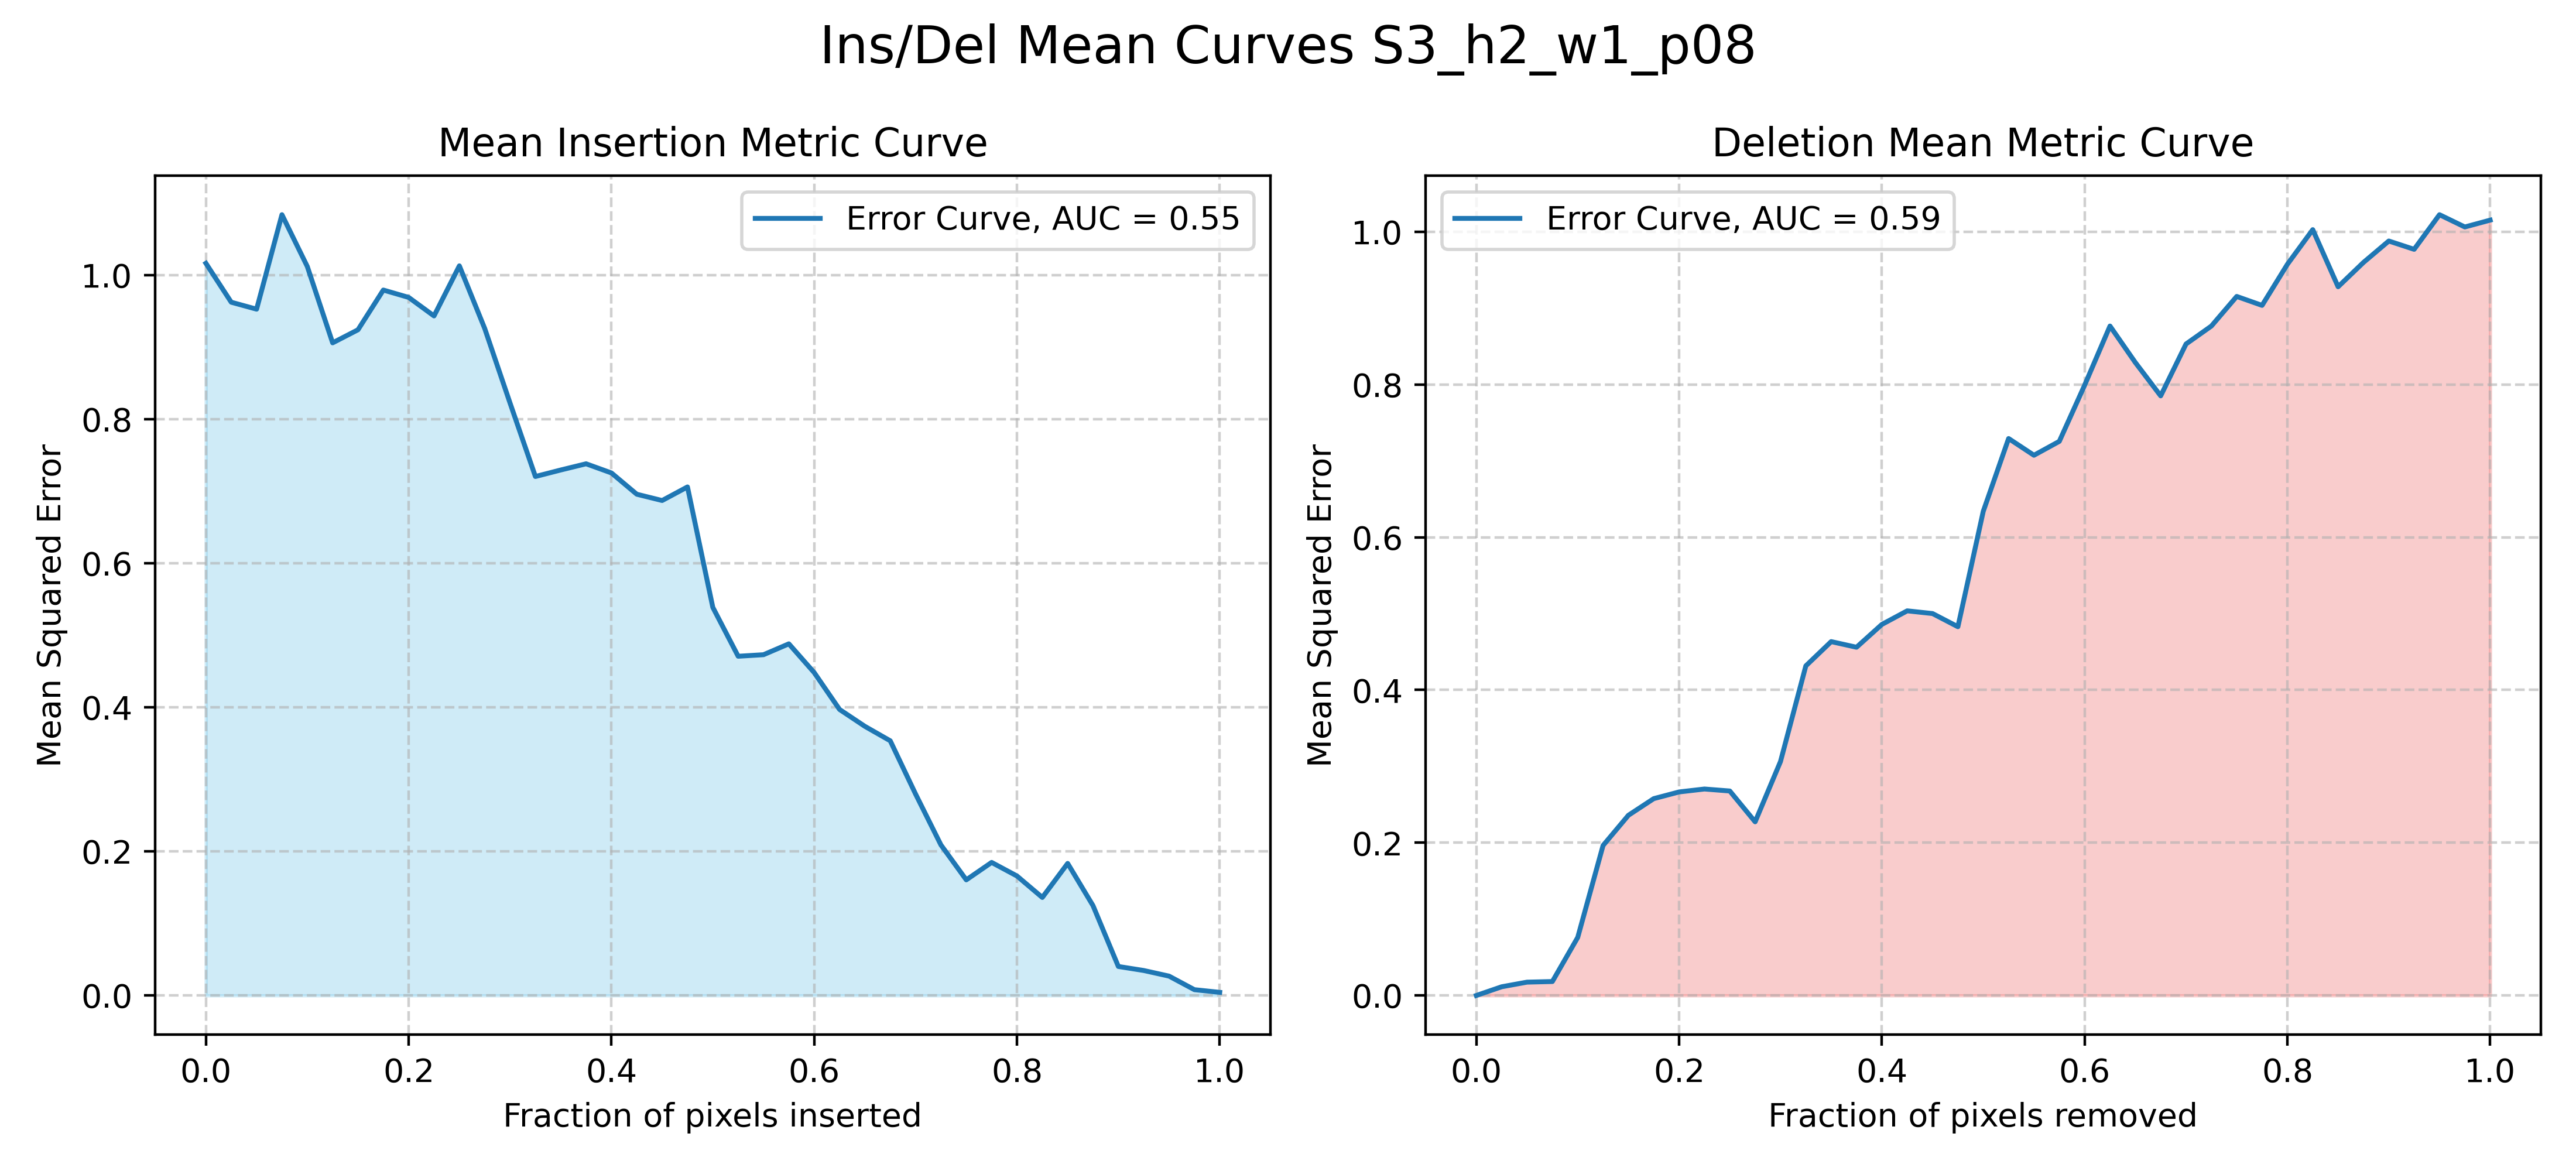 Ins/Del Mean Curves S3_h2_w1_p08
Mean Insertion Metric Curve
Error Curve, AUC = 0.55
Mean Squared Error
1.0
0.8
0.6
0.4
0.2
0.0
0.0 0.2 0.4 0.6 0.8 1.0
Fraction of pixels inserted
Deletion Mean Metric Curve
Error Curve, AUC = 0.59
Mean Squared Error
1.0
0.8
0.6
0.4
0.2
0.0
0.0 0.2 0.4 0.6 0.8 1.0
Fraction of pixels removed